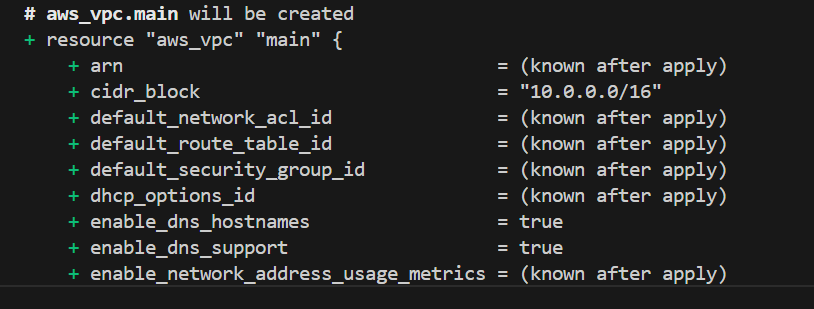 # aws_vpc.main will be created
+ resource "aws_vpc" "main" {
+ arn = (known after apply)
+ cidr_block = "10.0.0.0/16"
+ default_network_acl_id = (known after apply)
+ default_route_table_id = (known after apply)
+ default_security_group_id = (known after apply)
+ dhcp_options_id = (known after apply)
+ enable_dns_hostnames = true
+ enable_dns_support = true
+ enable_network_address_usage_metrics = (known after apply)